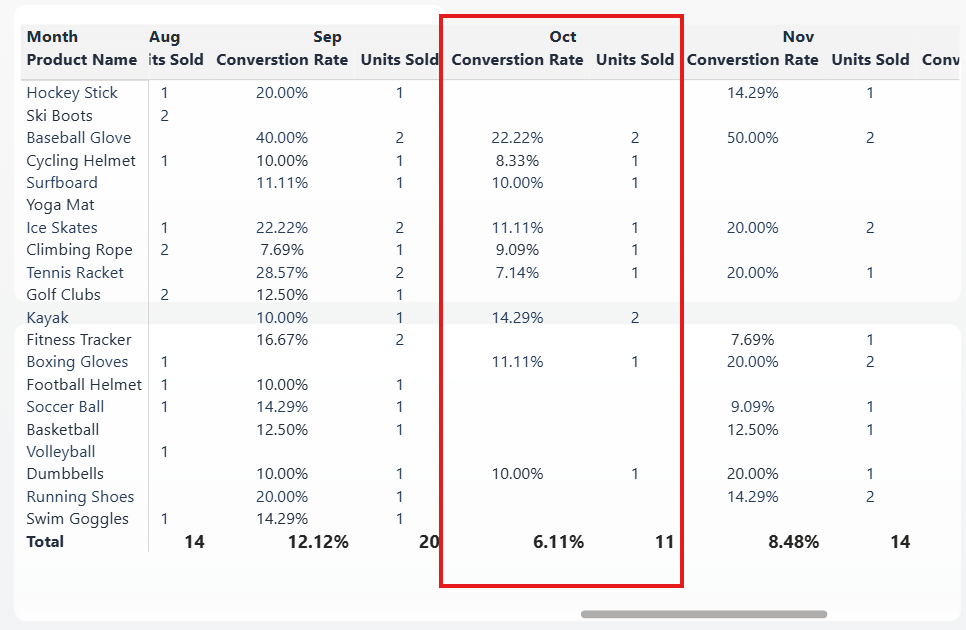 Month Aug Sep Oct Nov
Product Name its Sold Converstion Rate Units Sold Converstion Rate Units Sold Converstion Rate Units Sold Conv
Hockey Stick 1 20.00% 1 14.29% 1
Ski Boots 2
Baseball Glove 40.00% 2 22.22% 2 50.00% 2
Cycling Helmet 1 10.00% 1 8.33% 1
Surfboard 11.11% 1 10.00% 1
Yoga Mat
Ice Skates 1 22.22% 2 11.11% 1 20.00% 2
Climbing Rope 2 7.69% 1 9.09% 1
Tennis Racket 28.57% 2 7.14% 1 20.00% 1
Golf Clubs 2 12.50% 1
Kayak 10.00% 1 14.29% 2
Fitness Tracker 16.67% 2 7.69% 1
Boxing Gloves 1 11.11% 1 20.00% 2
Football Helmet 1 10.00% 1
Soccer Ball 1 14.29% 1 9.09% 1
Basketball 12.50% 1 12.50% 1
Volleyball 1
Dumbbells 10.00% 1 10.00% 1 20.00% 1
Running Shoes 20.00% 1 14.29% 2
Swim Goggles 1 14.29% 1
Total 14 12.12% 20 6.11% 11 8.48% 14